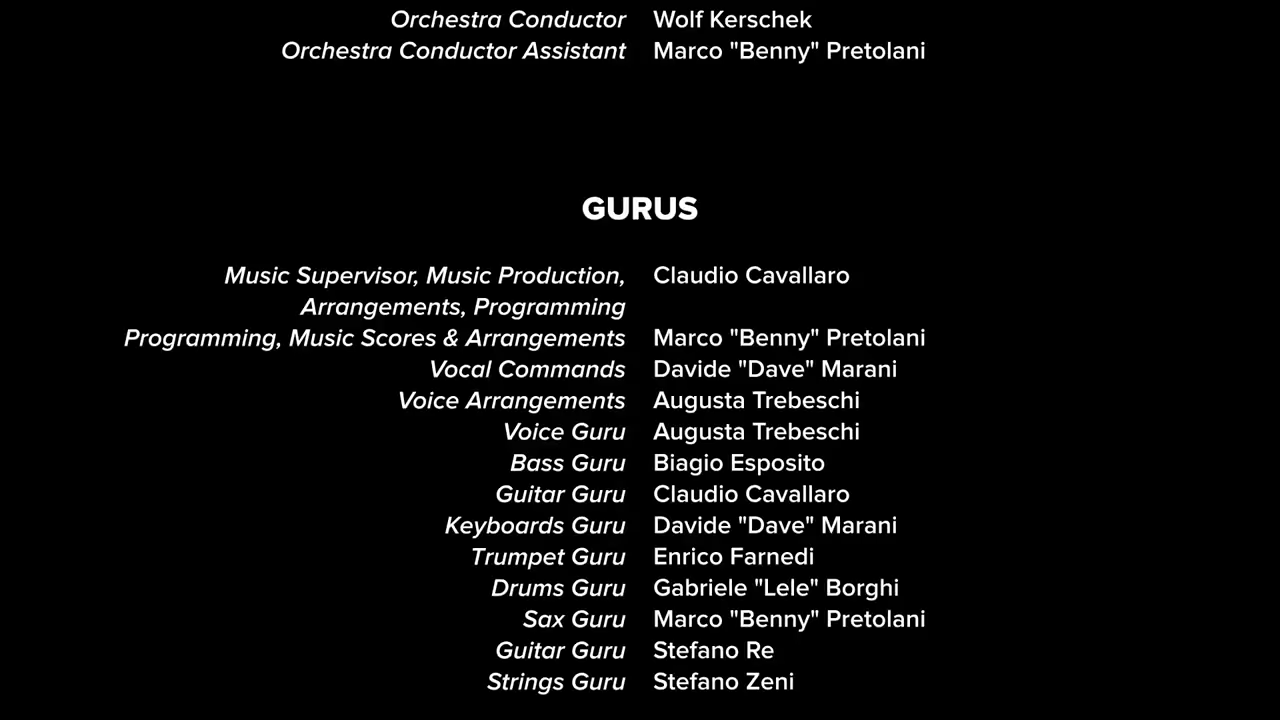 Orchestra Conductor Wolf Kerschek
Orchestra Conductor Assistant Marco "Benny" Pretolani
GURUS
Music Supervisor, Music Production, Claudio Cavallaro
Arrangements, Programming
Programming, Music Scores & Arrangements Marco "Benny" Pretolani
Vocal Commands Davide "Dave" Marani
Voice Arrangements Augusta Trebeschi
Voice Guru Augusta Trebeschi
Bass Guru Biagio Esposito
Guitar Guru Claudio Cavallaro
Keyboards Guru Davide "Dave" Marani
Trumpet Guru Enrico Farnedi
Drums Guru Gabriele "Lele" Borghi
Sax Guru Marco "Benny" Pretolani
Guitar Guru Stefano Re
Strings Guru Stefano Zeni